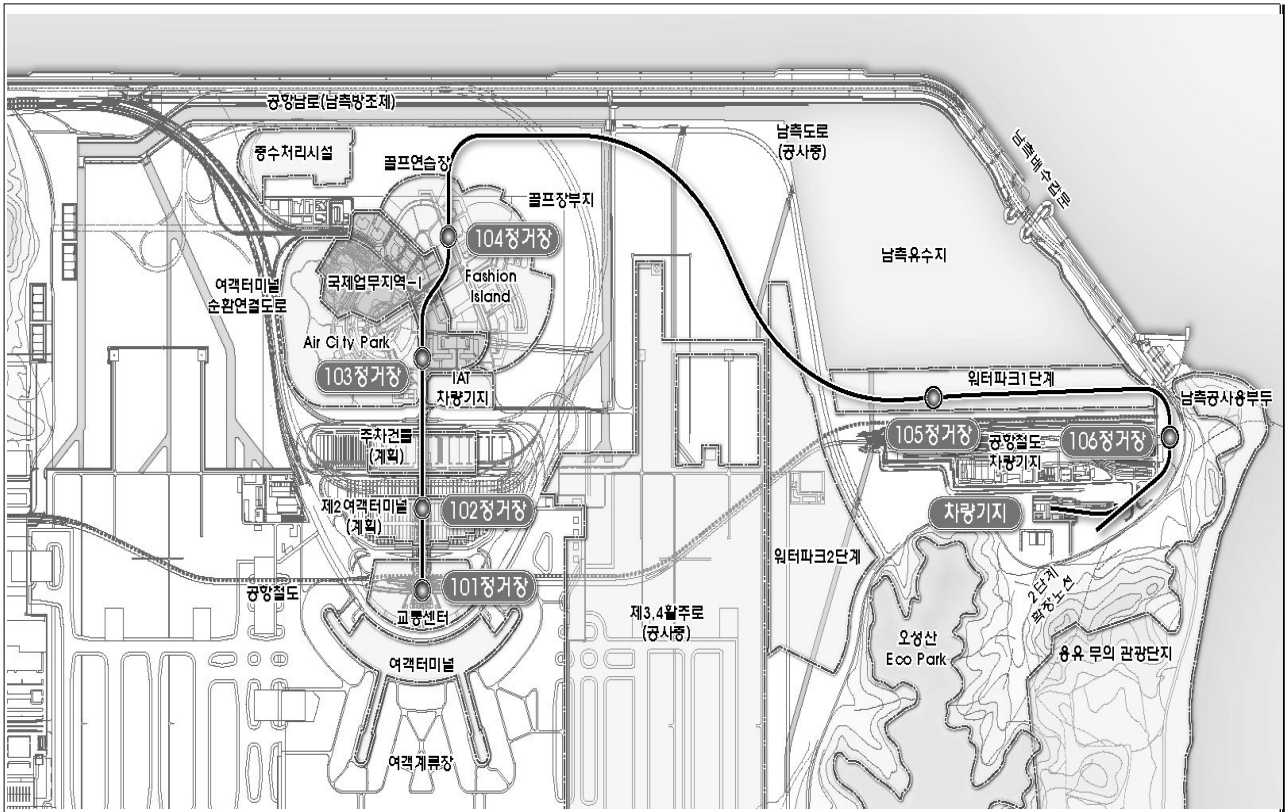 공항남로(남측방조제)
중수처리시설
골프연습장
남측도로
(공사중)
남측배수갑문
골프장부지
104정거장
남측유수지
국제업무지역-I
Fashion
Island
여객터미널
순환연결도로
Air City Park
103정거장
IAT
차량기지
워터파크1단계
남측공사용부두
105정거장
공항철도
차량기지
106정거장
주차건물
(계획)
제2여객터미널
(계획)
102정거장
차량기지
공항철도
101정거장
교통센터
워터파크2단계
2단계
확장노선
제3,4활주로
(공사중)
오성산
Eco Park
용유 무의 관광단지
여객터미널
여객계류장